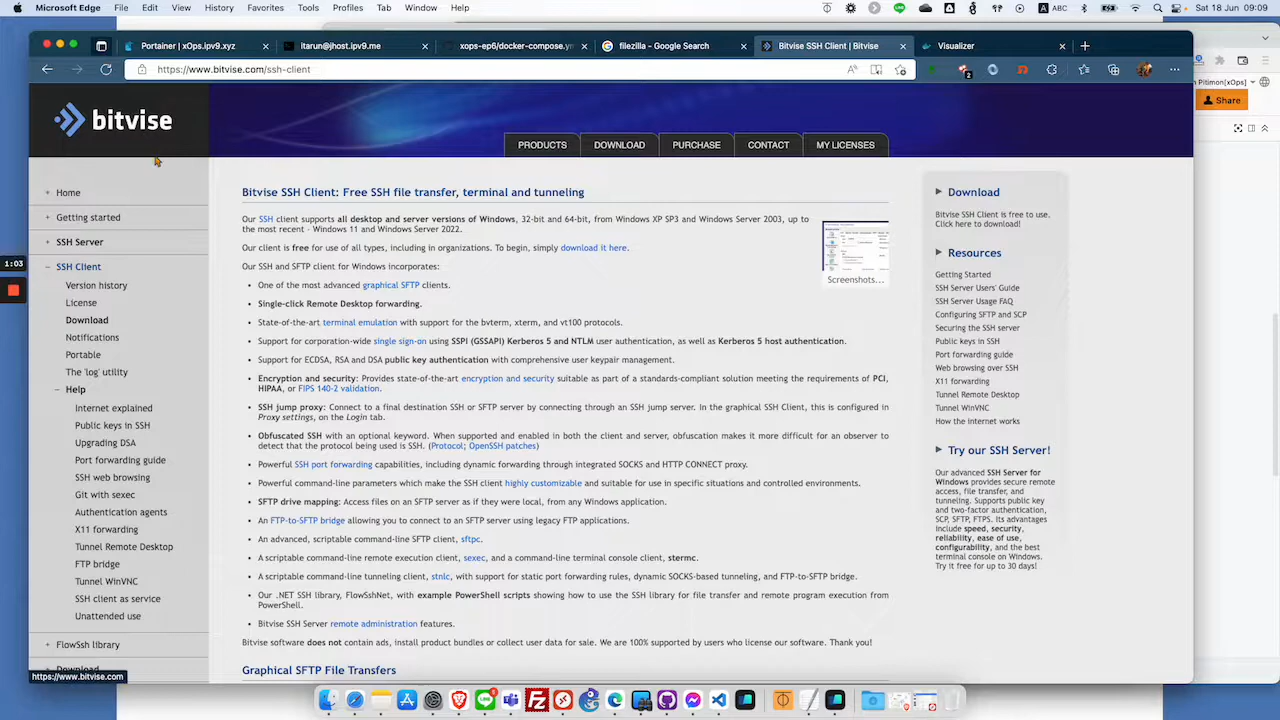 Microsoft Edge File Edit View History Favorites Tools Profiles Tab Window Help
ABC
Sat 18 Jun 09:09
Portainer | xOps.ipv9.xyz
itarun@jhost.ipv9.me
xops-ep6/docker-compose.ym
filezilla - Google Search
Bitvise SSH Client | Bitvise
Visualizer
https://www.bitvise.com/ssh-client
2
Pitimon[xOps]
Share
bitvise
PRODUCTS
DOWNLOAD
PURCHASE
CONTACT
MY LICENSES
Home
Getting started
SSH Server
1:03
SSH Client
Version history
License
Download
Notifications
Portable
The 'log' utility
Help
Internet explained
Public keys in SSH
Upgrading DSA
Port forwarding guide
SSH web browsing
Git with sexec
Authentication agents
X11 forwarding
Tunnel Remote Desktop
FTP bridge
Tunnel WinVNC
SSH client as service
Unattended use
FlowSsh library
Download
https://www.bitvise.com
Bitvise SSH Client: Free SSH file transfer, terminal and tunneling
Our SSH client supports all desktop and server versions of Windows, 32-bit and 64-bit, from Windows XP SP3 and Windows Server 2003, up to
the most recent - Windows 11 and Windows Server 2022.
Our client is free for use of all types, including in organizations. To begin, simply download it here.
Our SSH and SFTP client for Windows incorporates:
• One of the most advanced graphical SFTP clients.
• Single-click Remote Desktop forwarding.
• State-of-the-art terminal emulation with support for the bvterm, xterm, and vt100 protocols.
• Support for corporation-wide single sign-on using SSPI (GSSAPI) Kerberos 5 and NTLM user authentication, as well as Kerberos 5 host authentication.
• Support for ECDSA, RSA and DSA public key authentication with comprehensive user keypair management.
• Encryption and security: Provides state-of-the-art encryption and security suitable as part of a standards-compliant solution meeting the requirements of PCI,
HIPAA, or FIPS 140-2 validation.
• SSH jump proxy: Connect to a final destination SSH or SFTP server by connecting through an SSH jump server. In the graphical SSH Client, this is configured in
Proxy settings, on the Login tab.
• Obfuscated SSH with an optional keyword. When supported and enabled in both the client and server, obfuscation makes it more difficult for an observer to
detect that the protocol being used is SSH. (Protocol; OpenSSH patches)
• Powerful SSH port forwarding capabilities, including dynamic forwarding through integrated SOCKS and HTTP CONNECT proxy.
• Powerful command-line parameters which make the SSH client highly customizable and suitable for use in specific situations and controlled environments.
• SFTP drive mapping: Access files on an SFTP server as if they were local, from any Windows application.
• An FTP-to-SFTP bridge allowing you to connect to an SFTP server using legacy FTP applications.
• An advanced, scriptable command-line SFTP client, sftpc.
• A scriptable command-line remote execution client, sexec, and a command-line terminal console client, stermc.
• A scriptable command-line tunneling client, stnlc, with support for static port forwarding rules, dynamic SOCKS-based tunneling, and FTP-to-SFTP bridge.
• Our .NET SSH library, FlowSshNet, with example PowerShell scripts showing how to use the SSH library for file transfer and remote program execution from
PowerShell.
• Bitvise SSH Server remote administration features.
Bitvise software does not contain ads, install product bundles or collect user data for sale. We are 100% supported by users who license our software. Thank you!
Graphical SFTP File Transfers
Screenshots...
Download
Bitvise SSH Client is free to use.
Click here to download!
Resources
Getting Started
SSH Server Users' Guide
SSH Server Usage FAQ
Configuring SFTP and SCP
Securing the SSH server
Public keys in SSH
Port forwarding guide
Web browsing over SSH
X11 forwarding
Tunnel Remote Desktop
Tunnel WinVNC
How the internet works
Try our SSH Server!
Our advanced SSH Server for
Windows provides secure remote
access, file transfer, and
tunneling. Supports public key
and two-factor authentication,
SCP, SFTP, FTPS. Its advantages
include speed, security,
reliability, ease of use,
configurability, and the best
terminal console on Windows.
Try it free for up to 30 days!